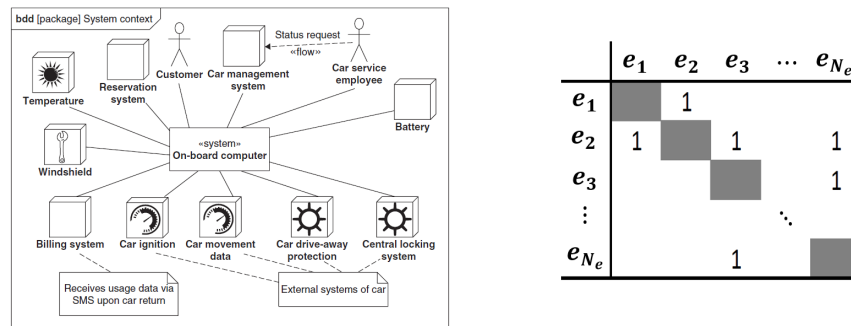 bdd [package] System context
Status request
«flow»
Customer
Reservation
system
Car management
system
Car service
employee
Temperature
Battery
«system»
On-board computer
Windshield
Billing system
Car ignition
Car movement
data
Car drive-away
protection
Central locking
system
Receives usage data via
SMS upon car return
External systems of car
e₁ e₂ e₃ ⋯ e_Nₑ
e₁ 1
e₂ 1 1 1
e₃ 1
⋮ ⋱
e_Nₑ 1